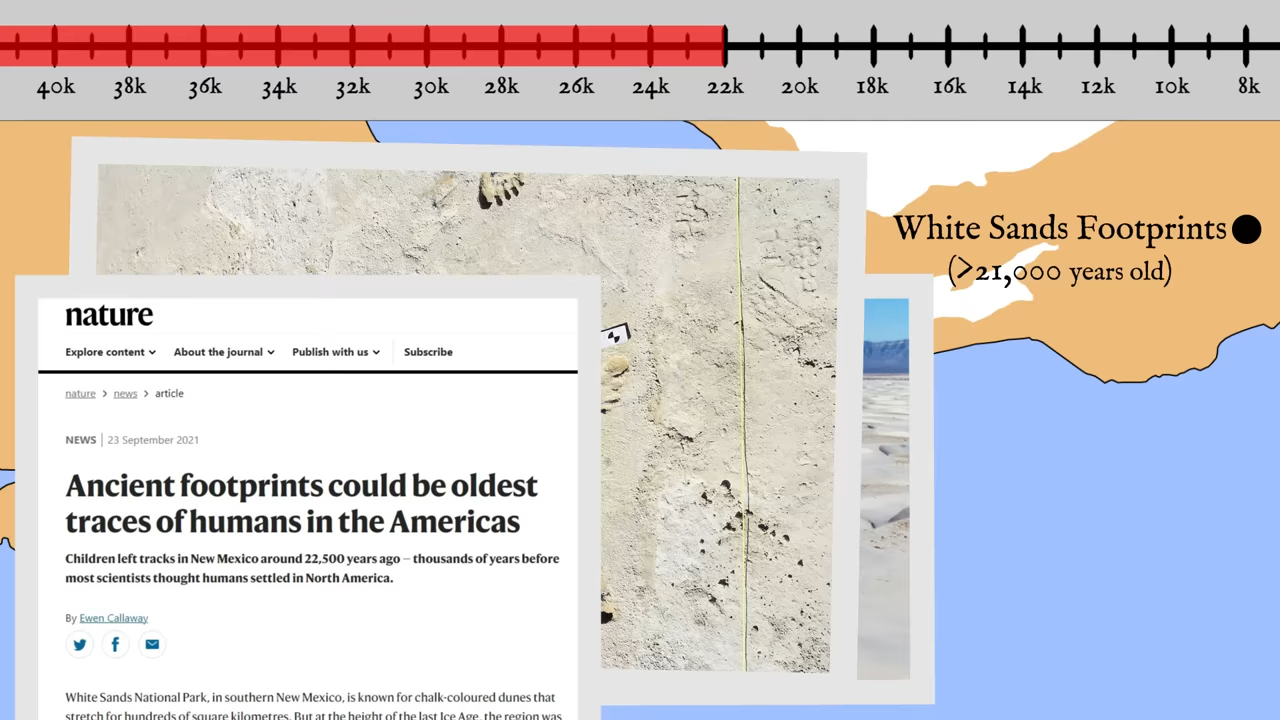 40k 38k 36k 34k 32k 30k 28k 26k 24k 22k 20k 18k 16k 14k 12k 10k 8k
White Sands Footprints
(>21,000 years old)
nature
Explore content About the journal Publish with us Subscribe
nature > news > article
NEWS | 23 September 2021
Ancient footprints could be oldest
traces of humans in the Americas
Children left tracks in New Mexico around 22,500 years ago — thousands of years before
most scientists thought humans settled in North America.
By Ewen Callaway
White Sands National Park, in southern New Mexico, is known for chalk-coloured dunes that
stretch for hundreds of square kilometres. But at the height of the last Ice Age, the region was